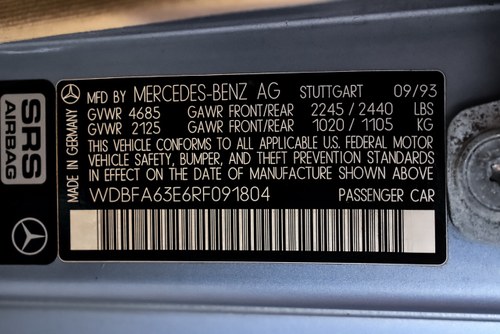 SRS
AIRBAG
MADE IN GERMANY
MFD BY MERCEDES-BENZ AG STUTTGART 09/93
GVWR 4685 GAWR FRONT/REAR 2245/2440 LBS
GVWR 2125 GAWR FRONT/REAR 1020/1105 KG
THIS VEHICLE CONFORMS TO ALL APPLICABLE U.S. FEDERAL MOTOR
VEHICLE SAFETY, BUMPER, AND THEFT PREVENTION STANDARDS
IN EFFECT ON THE DATE OF MANUFACTURE SHOWN ABOVE
WDBFA63E6RF091804 PASSENGER CAR